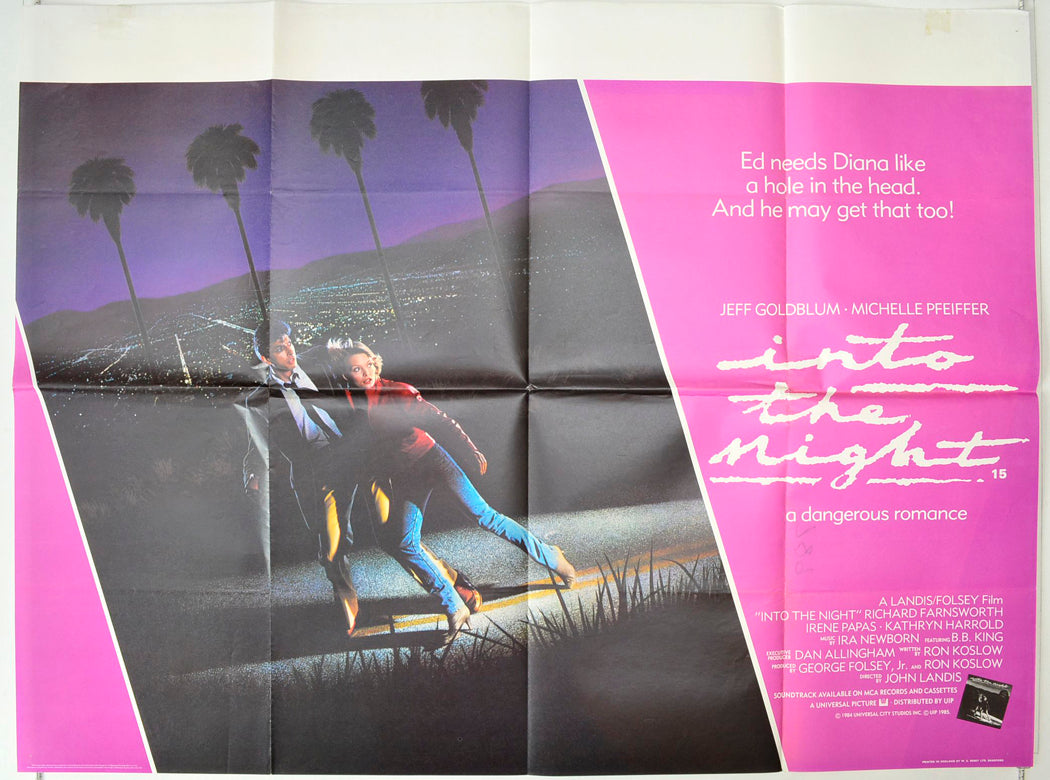 Ed needs Diana like
a hole in the head.
And he may get that too!
JEFF GOLDBLUM · MICHELLE PFEIFFER
into
the
night.
15
a dangerous romance
A LANDIS/FOLSEY Film
"INTO THE NIGHT" RICHARD FARNSWORTH
IRENE PAPAS · KATHRYN HARROLD
MUSIC BY IRA NEWBORN FEATURING B.B. KING
EXECUTIVE PRODUCER DAN ALLINGHAM WRITTEN BY RON KOSLOW
PRODUCED BY GEORGE FOLSEY, Jr. AND RON KOSLOW
DIRECTED BY JOHN LANDIS
SOUNDTRACK AVAILABLE ON MCA RECORDS AND CASSETTES
A UNIVERSAL PICTURE · DISTRIBUTED BY UIP
© 1984 UNIVERSAL CITY STUDIOS INC. © UIP 1985.
into the night